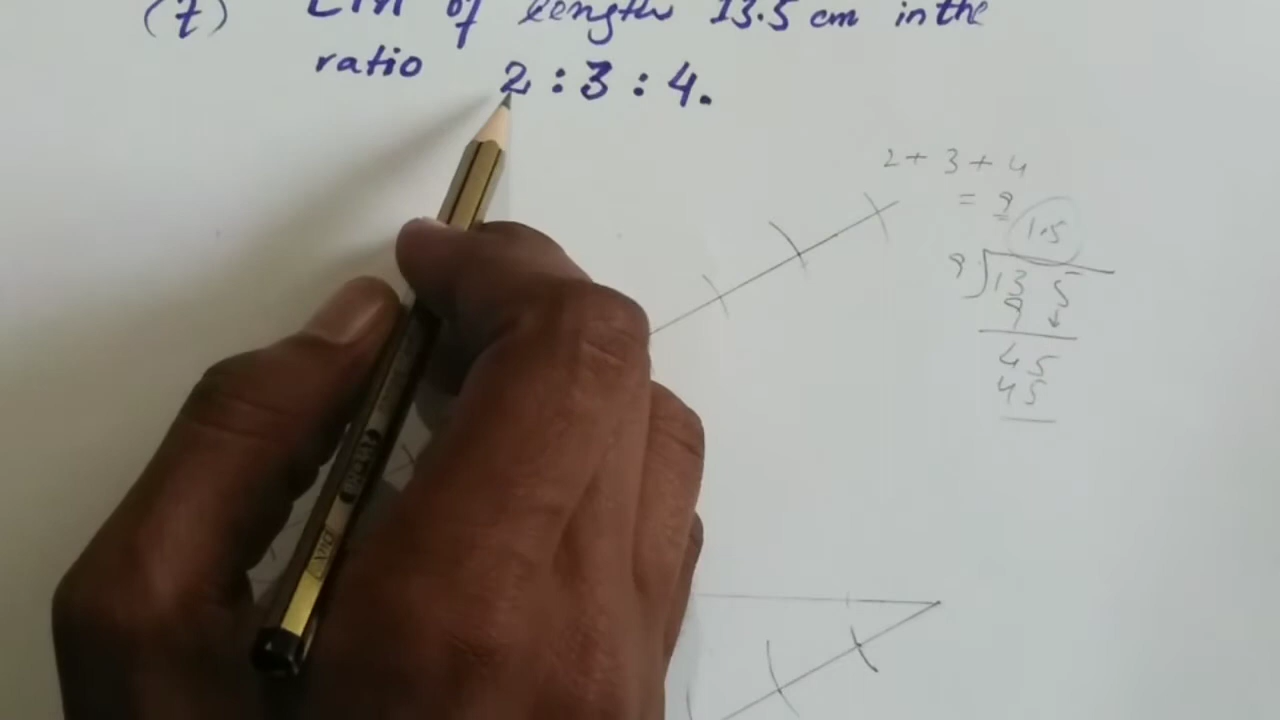 (7) of length 13.5 cm in the
ratio 2 : 3 : 4.
2 + 3 + 4
= 9
1.5
9 13 5
9
45
45